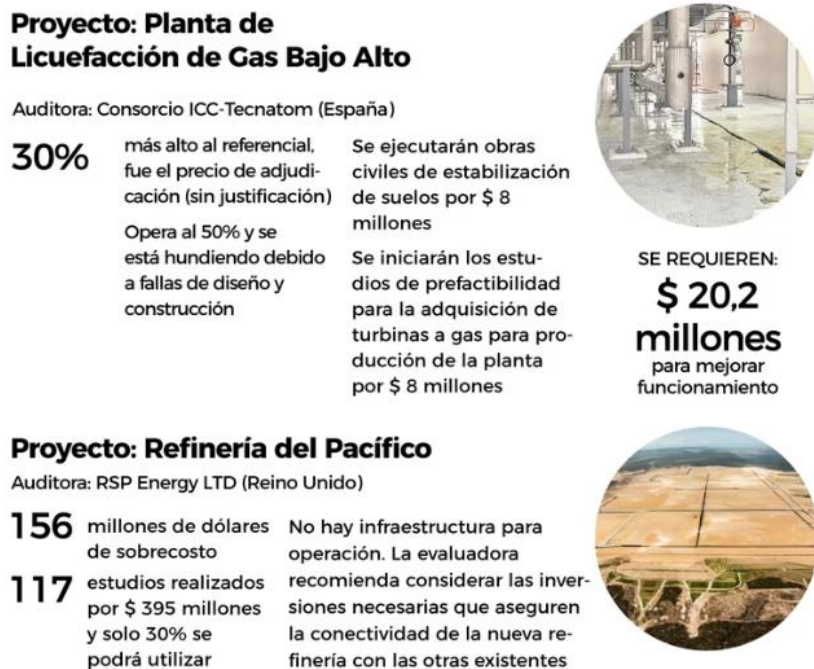 Proyecto: Planta de
Licuefacción de Gas Bajo Alto
Auditora: Consorcio ICC-Tecnatom (España)
30%
más alto al referencial,
fue el precio de adjudi-
cación (sin justificación)
Opera al 50% y se
está hundiendo debido
a fallas de diseño y
construcción
Se ejecutarán obras
civiles de estabilización
de suelos por $ 8
millones
Se iniciarán los estu-
dios de prefactibilidad
para la adquisición de
turbinas a gas para pro-
ducción de la planta
por $ 8 millones
SE REQUIEREN:
$ 20,2
millones
para mejorar
funcionamiento
Proyecto: Refinería del Pacífico
Auditora: RSP Energy LTD (Reino Unido)
156 millones de dólares
de sobrecosto
117 estudios realizados
por $ 395 millones
y solo 30% se
podrá utilizar
No hay infraestructura para
operación. La evaluadora
recomienda considerar las inver-
siones necesarias que aseguren
la conectividad de la nueva re-
finería con las otras existentes